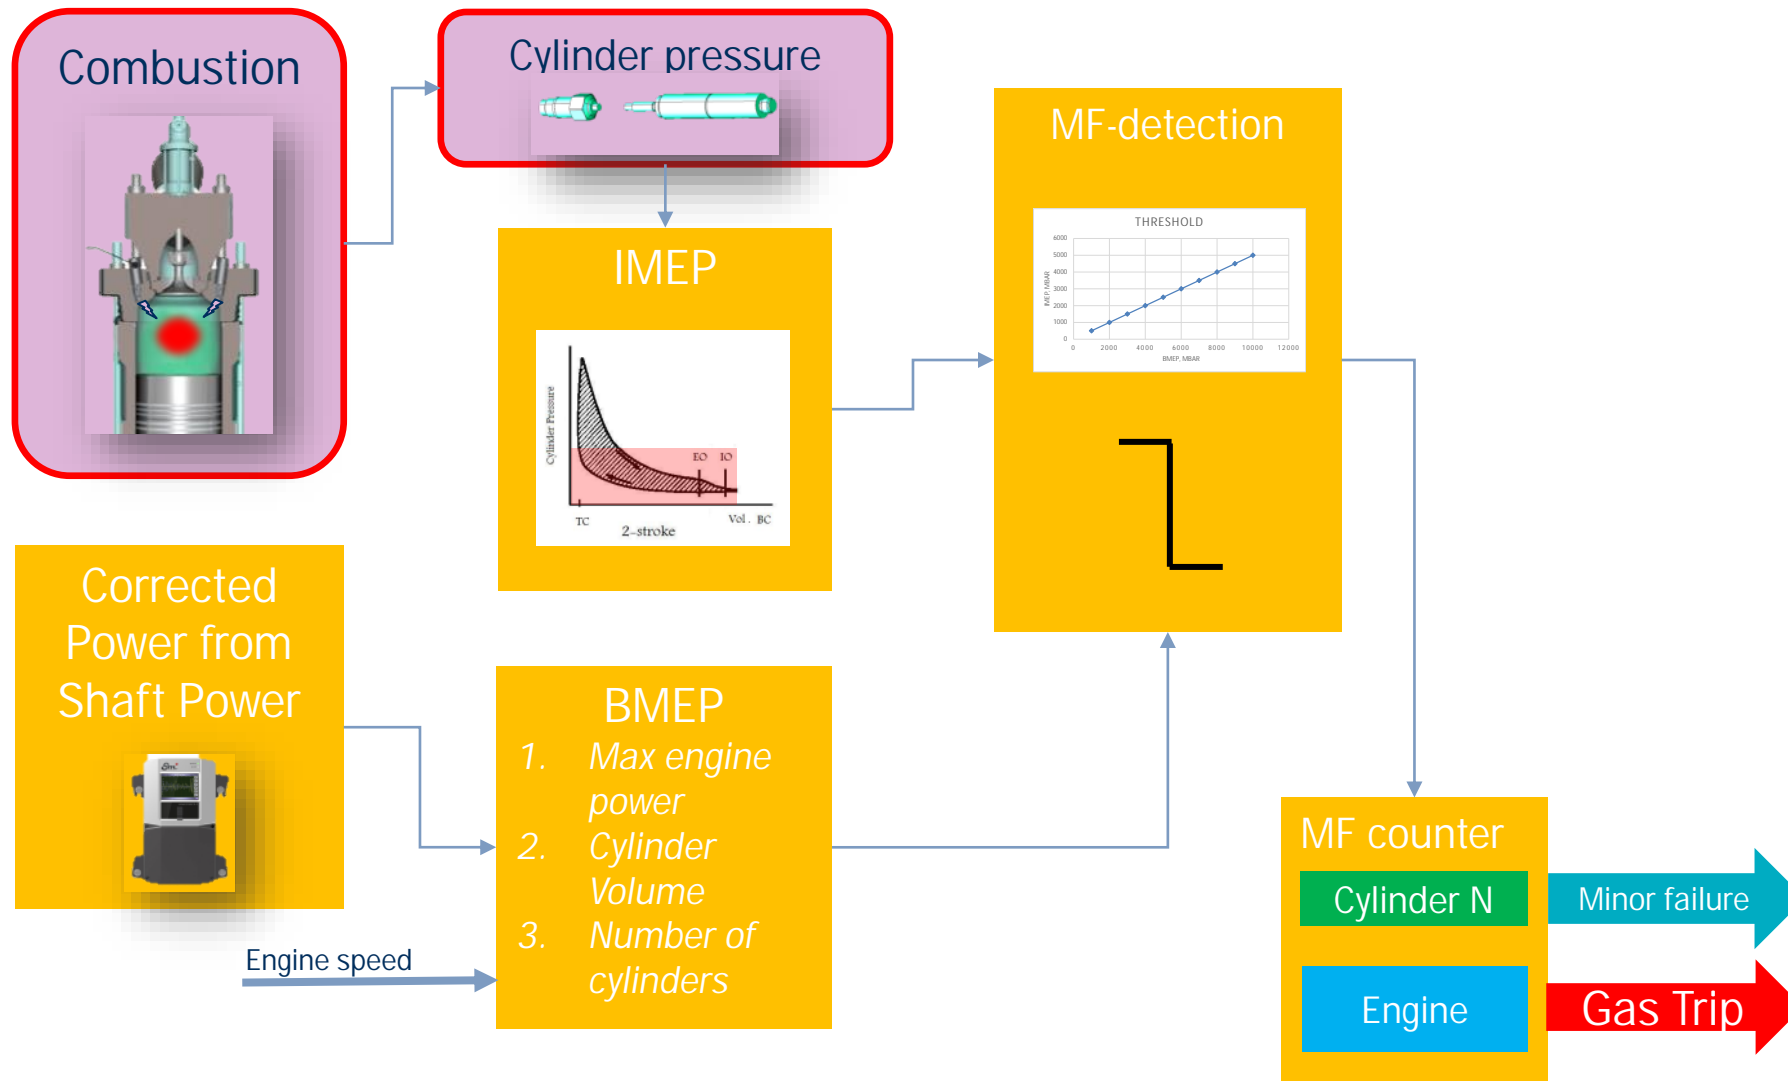 Combustion
Cylinder pressure
MF-detection
THRESHOLD
6000
5000
4000
3000
2000
1000
0
IMEP, MBAR
0 2000 4000 6000 8000 10000 12000
BMEP, MBAR
IMEP
Cylinder Pressure
EO IO
TC
Vol. BC
2-stroke
Corrected
Power from
Shaft Power
BMEP
1. Max engine
power
2. Cylinder
Volume
3. Number of
cylinders
Engine speed
MF counter
Cylinder N
Minor failure
Engine
Gas Trip